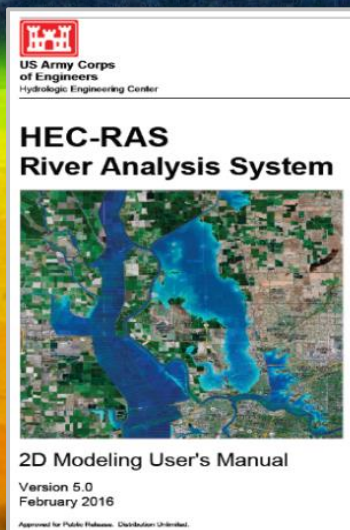 US Army Corps
of Engineers
Hydrologic Engineering Center
HEC-RAS
River Analysis System
2D Modeling User's Manual
Version 5.0
February 2016
Approved for Public Release. Distribution Unlimited.